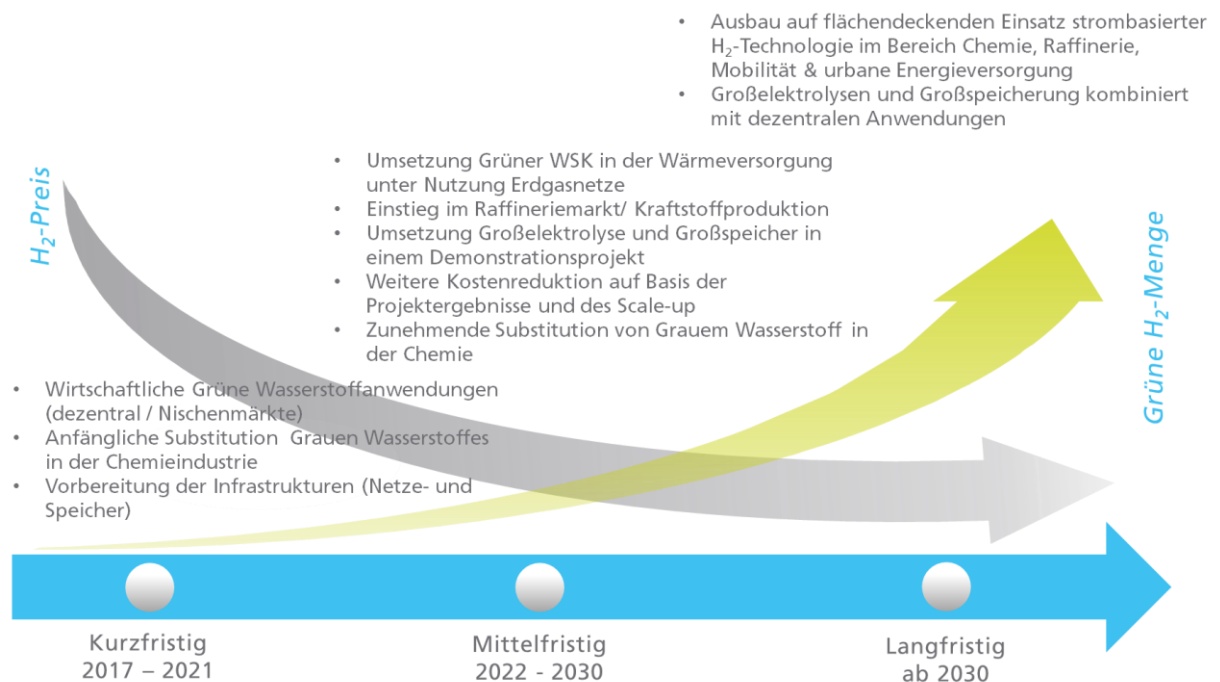 • Ausbau auf flächendeckenden Einsatz strombasierter
H₂-Technologie im Bereich Chemie, Raffinerie,
Mobilität & urbane Energieversorgung
• Großelektrolysen und Großspeicherung kombiniert
mit dezentralen Anwendungen
H₂-Preis
• Umsetzung Grüner WSK in der Wärmeversorgung
unter Nutzung Erdgasnetze
• Einstieg im Raffineriemarkt/ Kraftstoffproduktion
• Umsetzung Großelektrolyse und Großspeicher in
einem Demonstrationsprojekt
• Weitere Kostenreduktion auf Basis der
Projektergebnisse und des Scale-up
• Zunehmende Substitution von Grauem Wasserstoff in
der Chemie
Grüne H₂-Menge
• Wirtschaftliche Grüne Wasserstoffanwendungen
(dezentral / Nischenmärkte)
• Anfängliche Substitution Grauen Wasserstoffes
in der Chemieindustrie
• Vorbereitung der Infrastrukturen (Netze- und
Speicher)
Kurzfristig
2017 – 2021
Mittelfristig
2022 - 2030
Langfristig
ab 2030